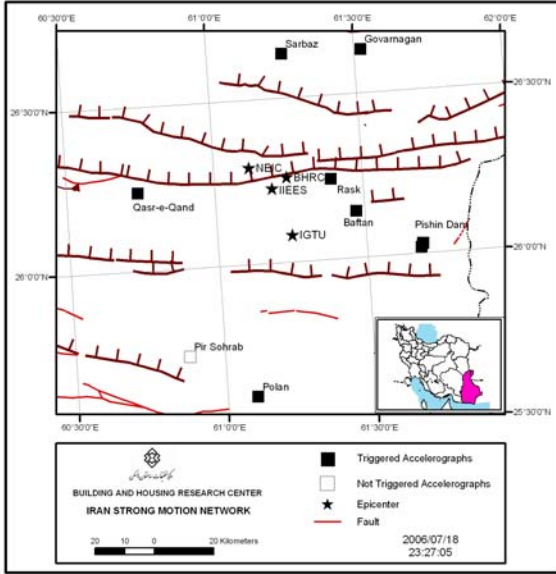 60°30'0"E
61°0'0"E
61°30'0"E
62°0'0"E
Sarbaz
Govarnagan
26°30'0"N
26°30'0"N
NEIC
BHRC
IIEES
Rask
Qasr-e-Qand
Baftan
Pishin Dam
IGTU
26°0'0"N
26°0'0"N
Pir Sohrab
Polan
25°30'0"N
60°30'0"E
61°0'0"E
61°30'0"E
BUILDING AND HOUSING RESEARCH CENTER
IRAN STRONG MOTION NETWORK
20 10 0 20 Kilometers
Triggered Accelerographs
Not Triggered Accelerographs
Epicenter
Fault
2006/07/18
23:27:05